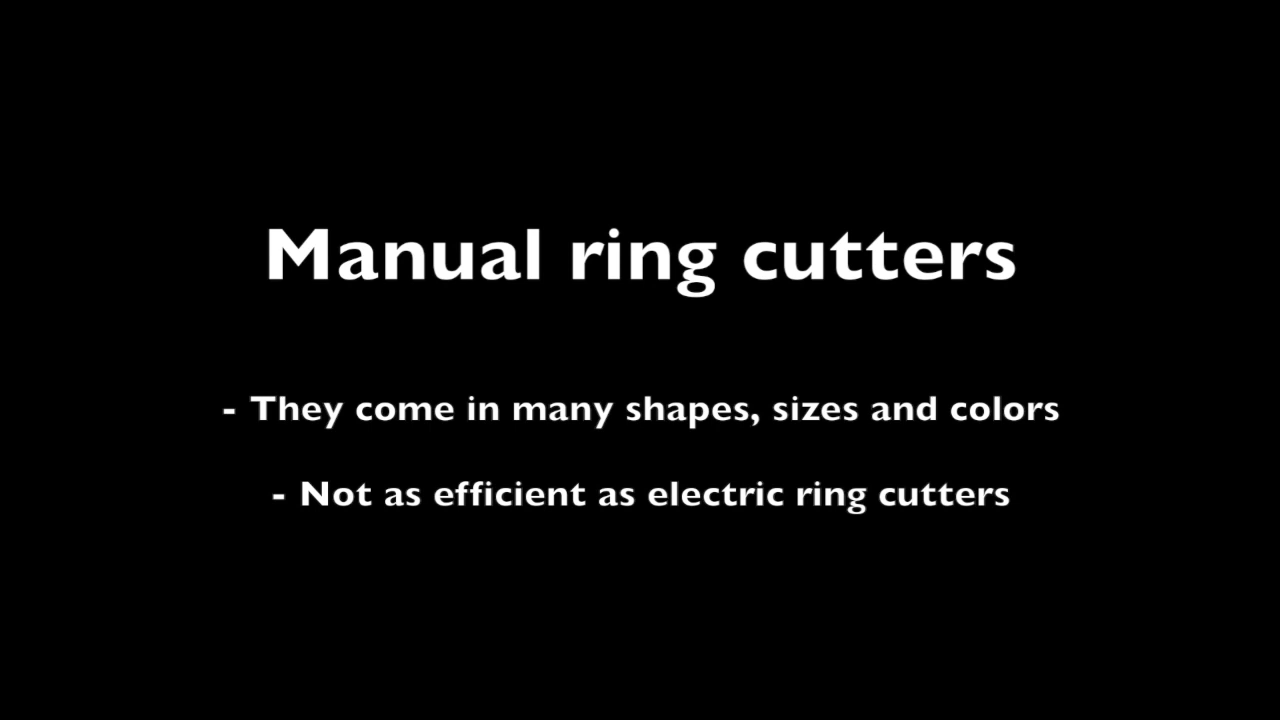 Manual ring cutters
- They come in many shapes, sizes and colors
- Not as efficient as electric ring cutters